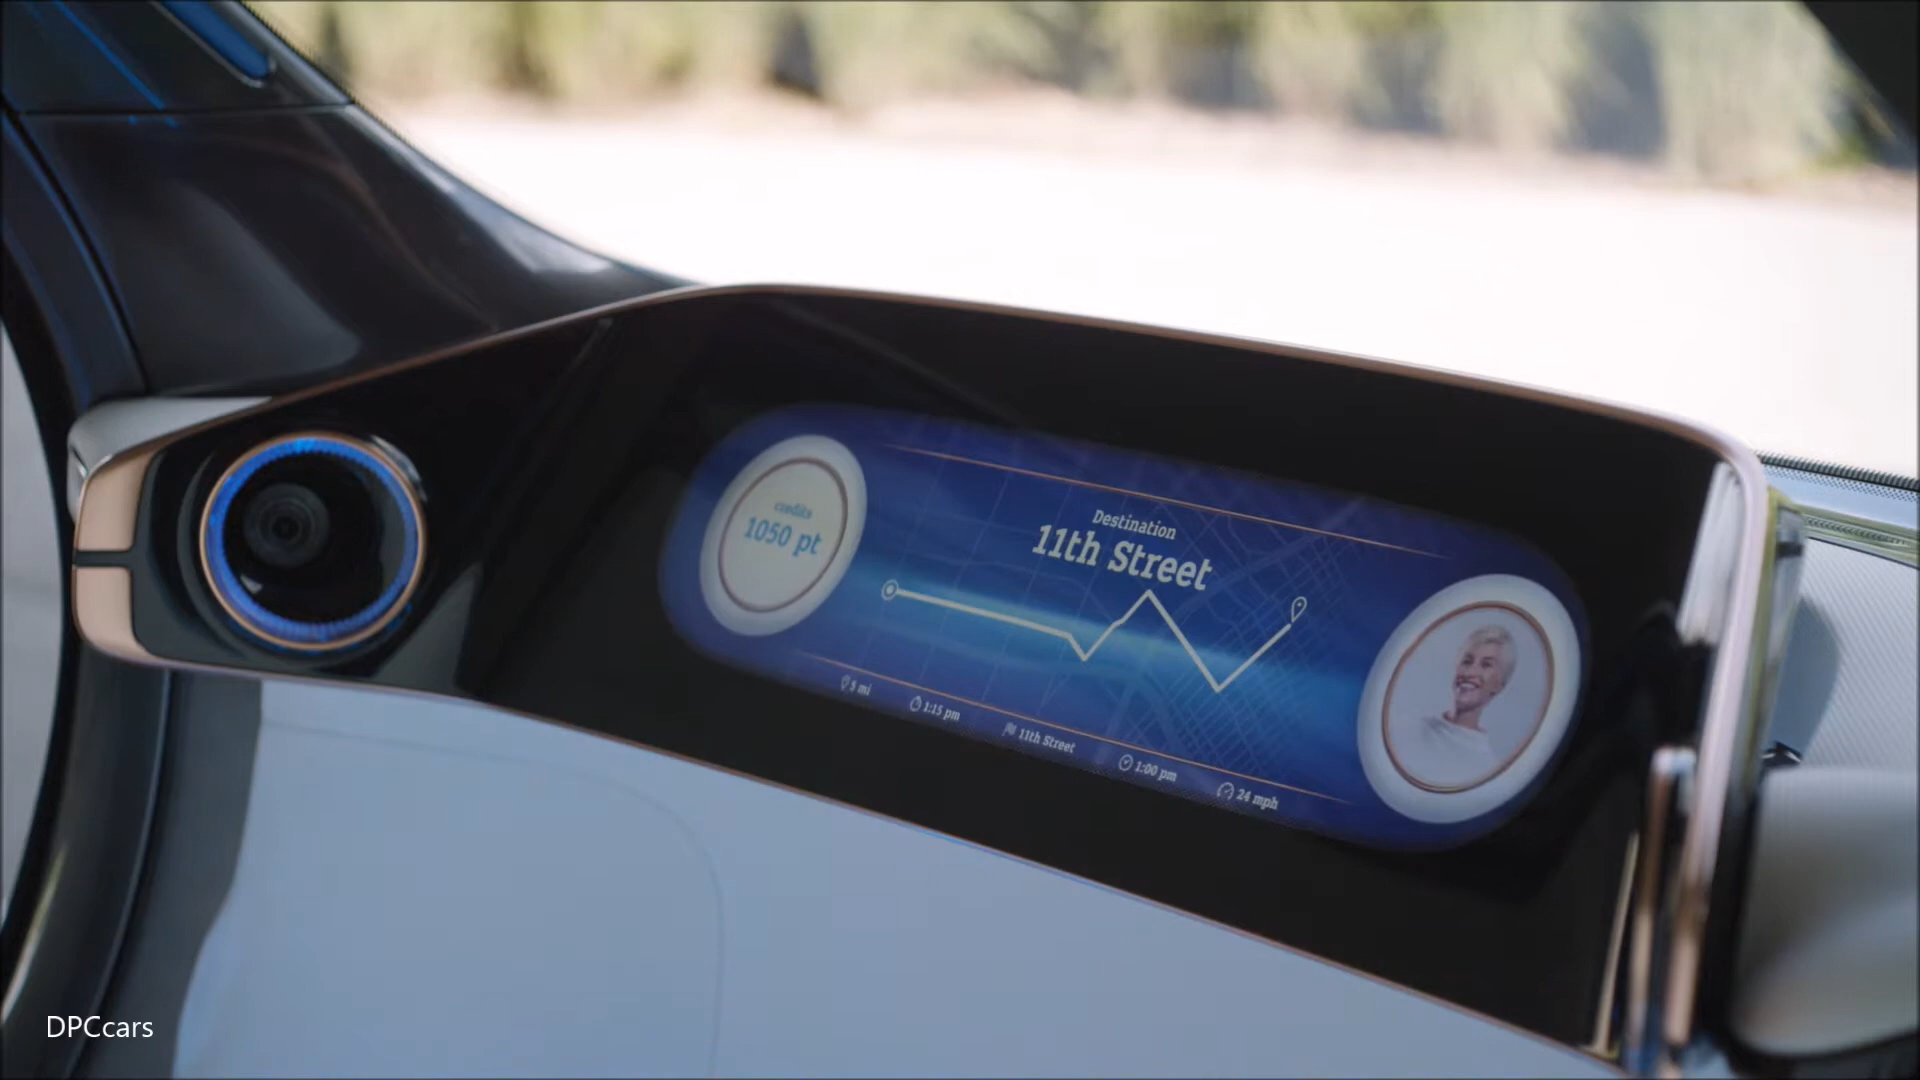 credits
1050 pt
Destination
11th Street
5 mi
1:15 pm
11th Street
1:00 pm
24 mph
DPCcars